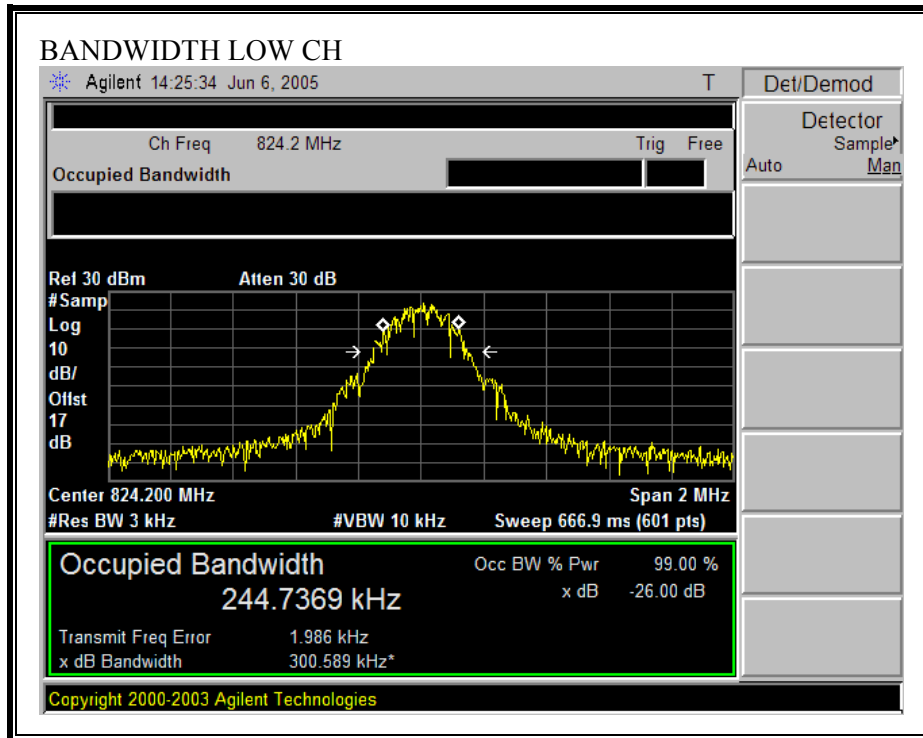 BANDWIDTH LOW CH
Agilent 14:25:34 Jun 6, 2005 T
Det/Demod
Detector
Sample
Auto Man
Ch Freq 824.2 MHz Trig Free
Occupied Bandwidth
Ref 30 dBm Atten 30 dB
#Samp
Log
10
dB/
Offst
17
dB
Center 824.200 MHz Span 2 MHz
#Res BW 3 kHz #VBW 10 kHz Sweep 666.9 ms (601 pts)
Occupied Bandwidth Occ BW % Pwr 99.00 %
244.7369 kHz x dB -26.00 dB
Transmit Freq Error 1.986 kHz
x dB Bandwidth 300.589 kHz*
Copyright 2000-2003 Agilent Technologies